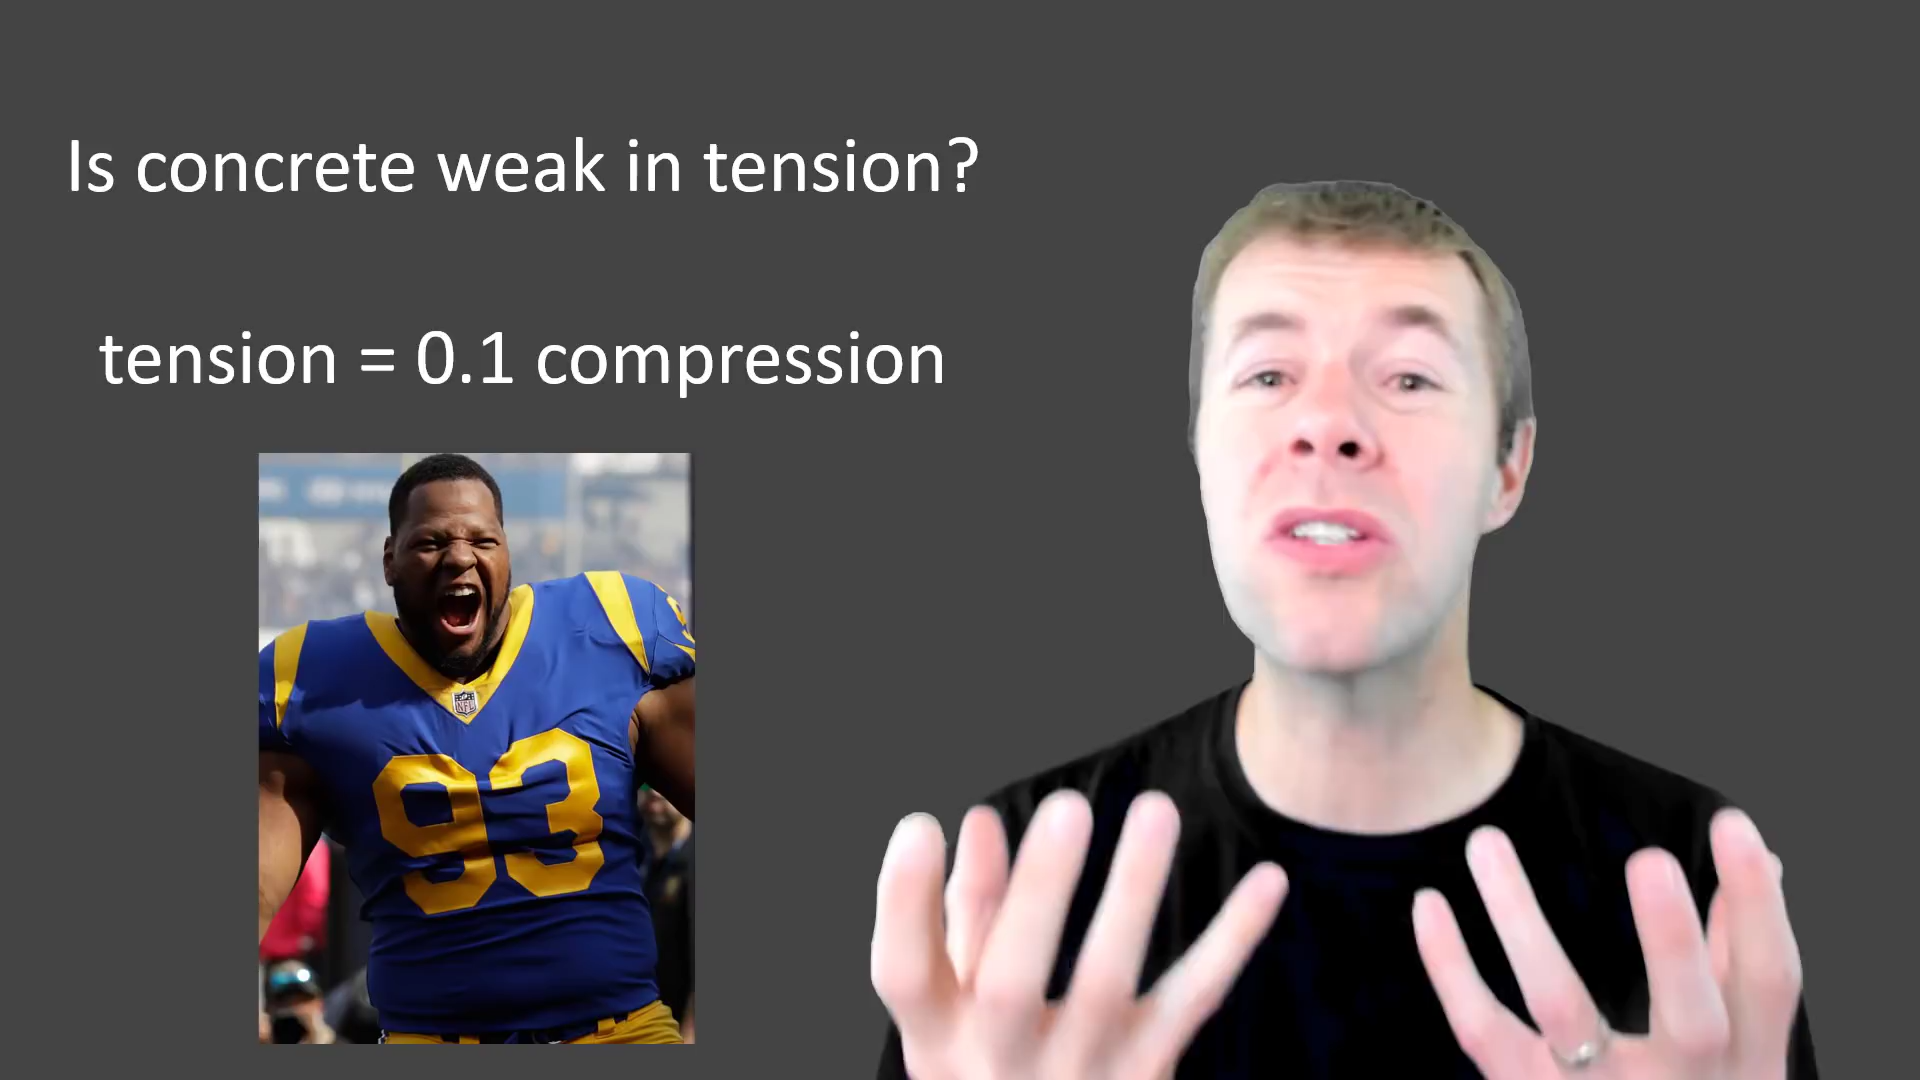 Is concrete weak in tension?
tension = 0.1 compression
NFL
93